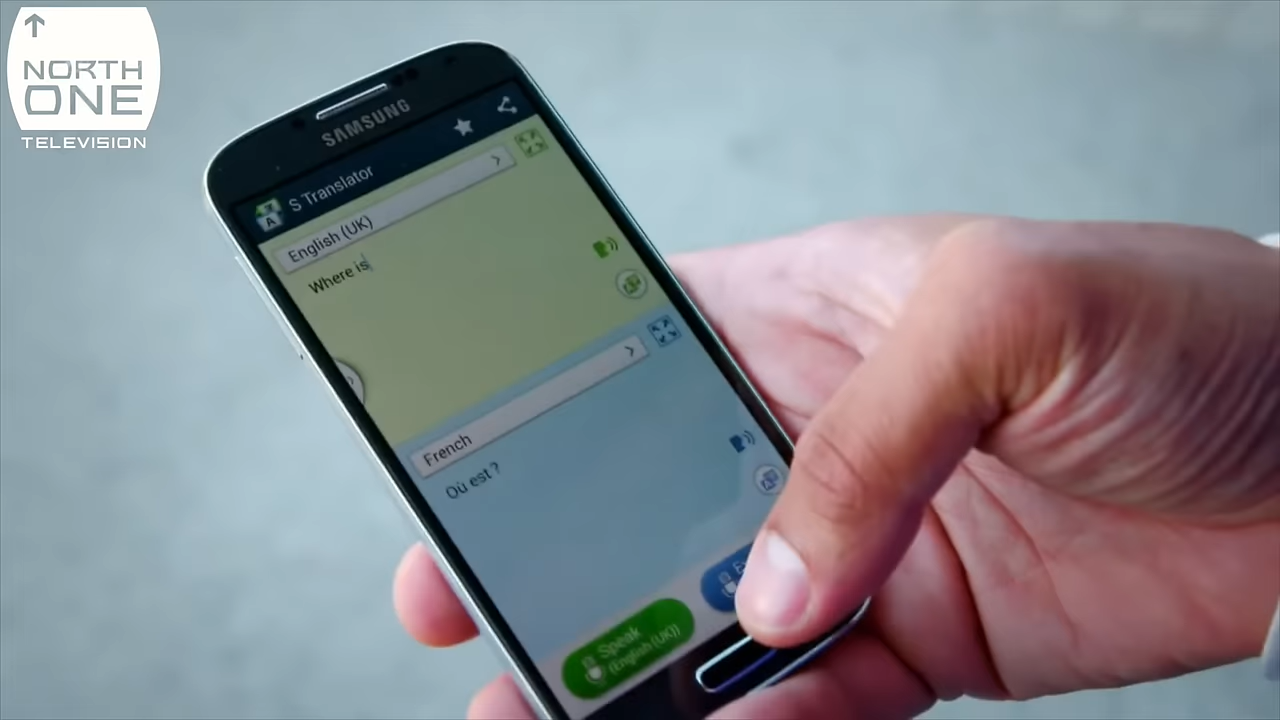 NORTH
ONE
TELEVISION
SAMSUNG
S Translator
English (UK)
Where is
French
Où est ?
Speak
(English (UK))